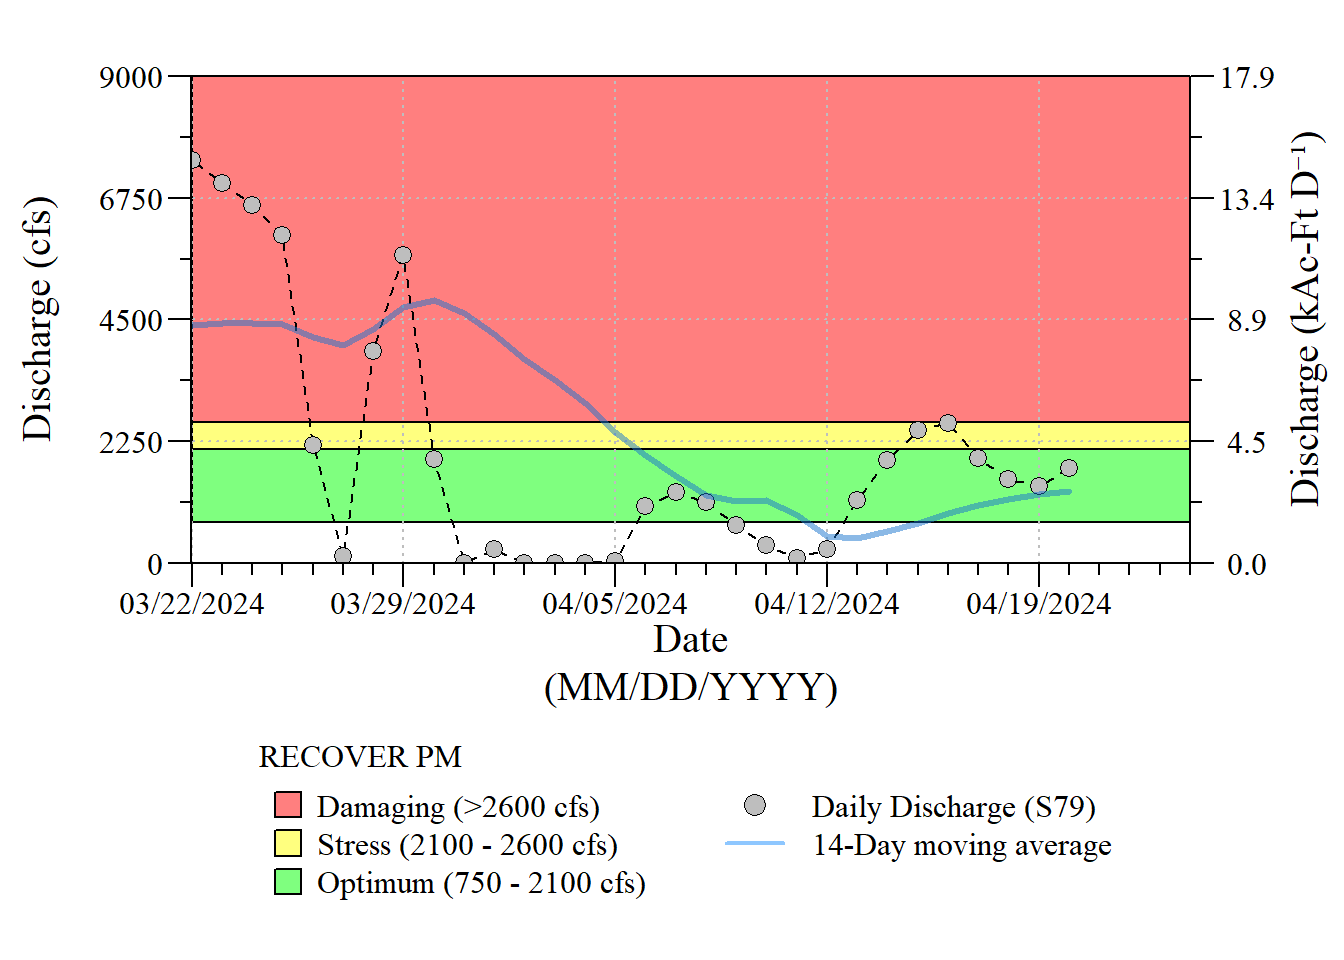 9000
6750
4500
2250
0
Discharge (cfs)
17.9
13.4
8.9
4.5
0.0
Discharge (kAc-Ft D⁻¹)
03/22/2024 03/29/2024 04/05/2024 04/12/2024 04/19/2024
Date
(MM/DD/YYYY)
RECOVER PM
Damaging (>2600 cfs)
Stress (2100 - 2600 cfs)
Optimum (750 - 2100 cfs)
Daily Discharge (S79)
14-Day moving average